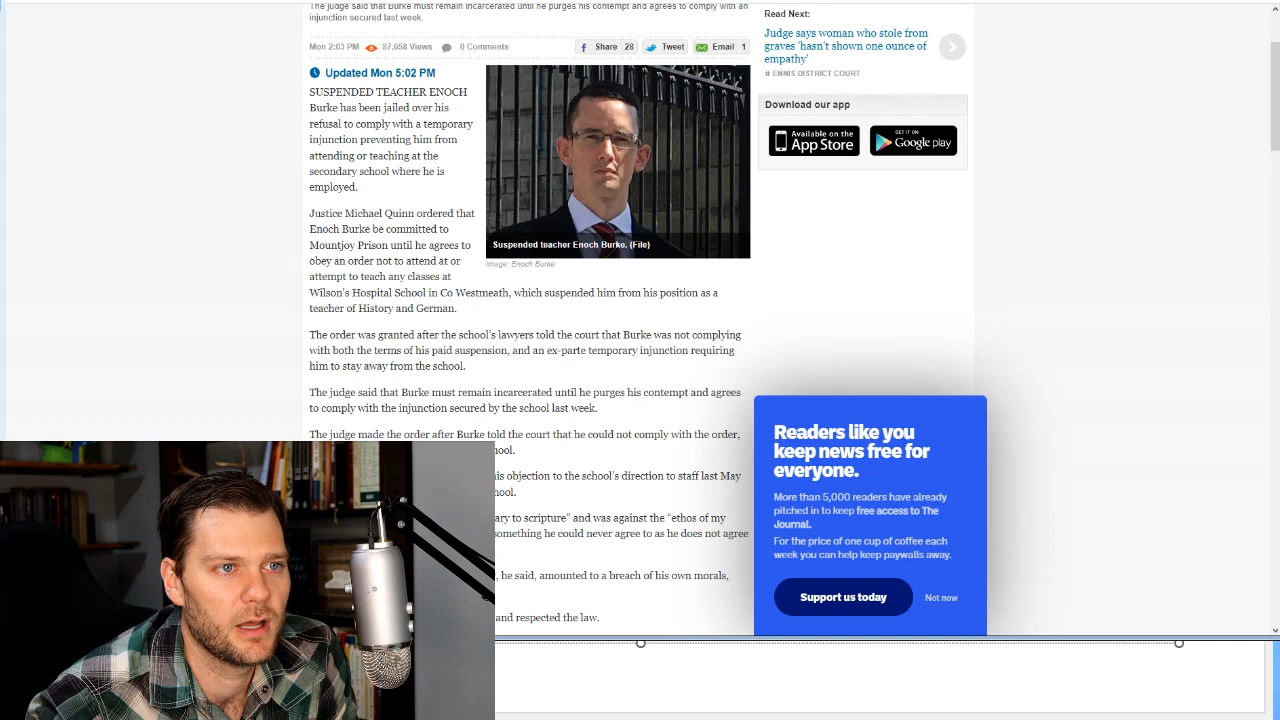 The judge said that Burke must remain incarcerated until he purges his contempt and agrees to comply with an
injunction secured last week.
Mon 2:03 PM 87,658 Views 0 Comments
Share 28 Tweet Email 1
Updated Mon 5:02 PM
SUSPENDED TEACHER ENOCH
Burke has been jailed over his
refusal to comply with a temporary
injunction preventing him from
attending or teaching at the
secondary school where he is
employed.
Suspended teacher Enoch Burke. (File)
Image: Enoch Burke
Justice Michael Quinn ordered that
Enoch Burke be committed to
Mountjoy Prison until he agrees to
obey an order not to attend at or
attempt to teach any classes at
Wilson's Hospital School in Co Westmeath, which suspended him from his position as a
teacher of History and German.
The order was granted after the school's lawyers told the court that Burke was not complying
with both the terms of his paid suspension, and an ex-parte temporary injunction requiring
him to stay away from the school.
The judge said that Burke must remain incarcerated until he purges his contempt and agrees
to comply with the injunction secured by the school last week.
The judge made the order after Burke told the court that he could not comply with the order,
ool.
is objection to the school's direction to staff last May
ool.
ary to scripture" and was against the "ethos of my
something he could never agree to as he does not agree
, he said, amounted to a breach of his own morals,
and respected the law.
Read Next:
Judge says woman who stole from
graves 'hasn't shown one ounce of
empathy'
# ENNIS DISTRICT COURT
Download our app
Available on the
App Store
GET IT ON
Google play
Readers like you
keep news free for
everyone.
More than 5,000 readers have already
pitched in to keep free access to The
Journal.
For the price of one cup of coffee each
week you can help keep paywalls away.
Support us today
Not now